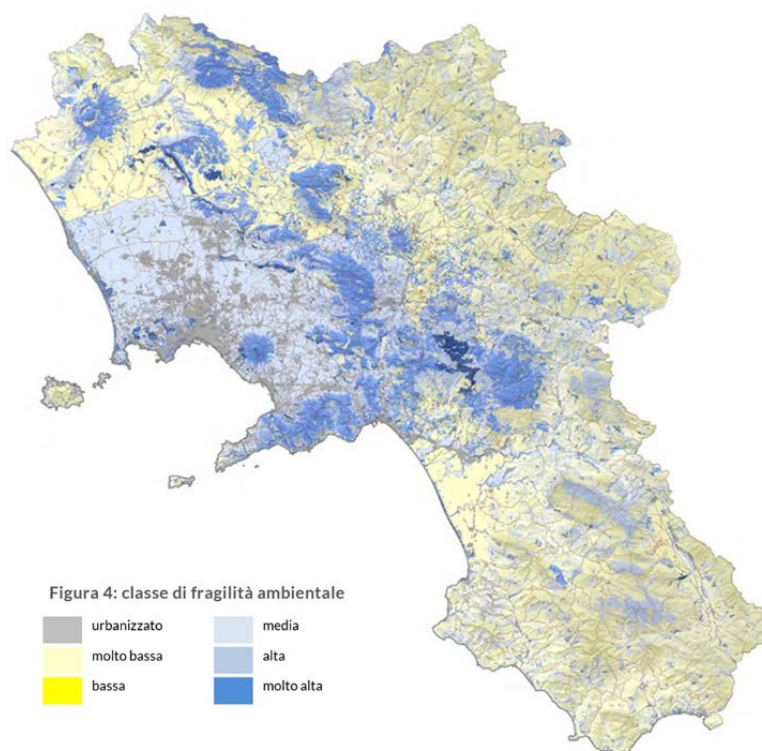 Figura 4: classe di fragilità ambientale
urbanizzato
media
molto bassa
alta
bassa
molto alta